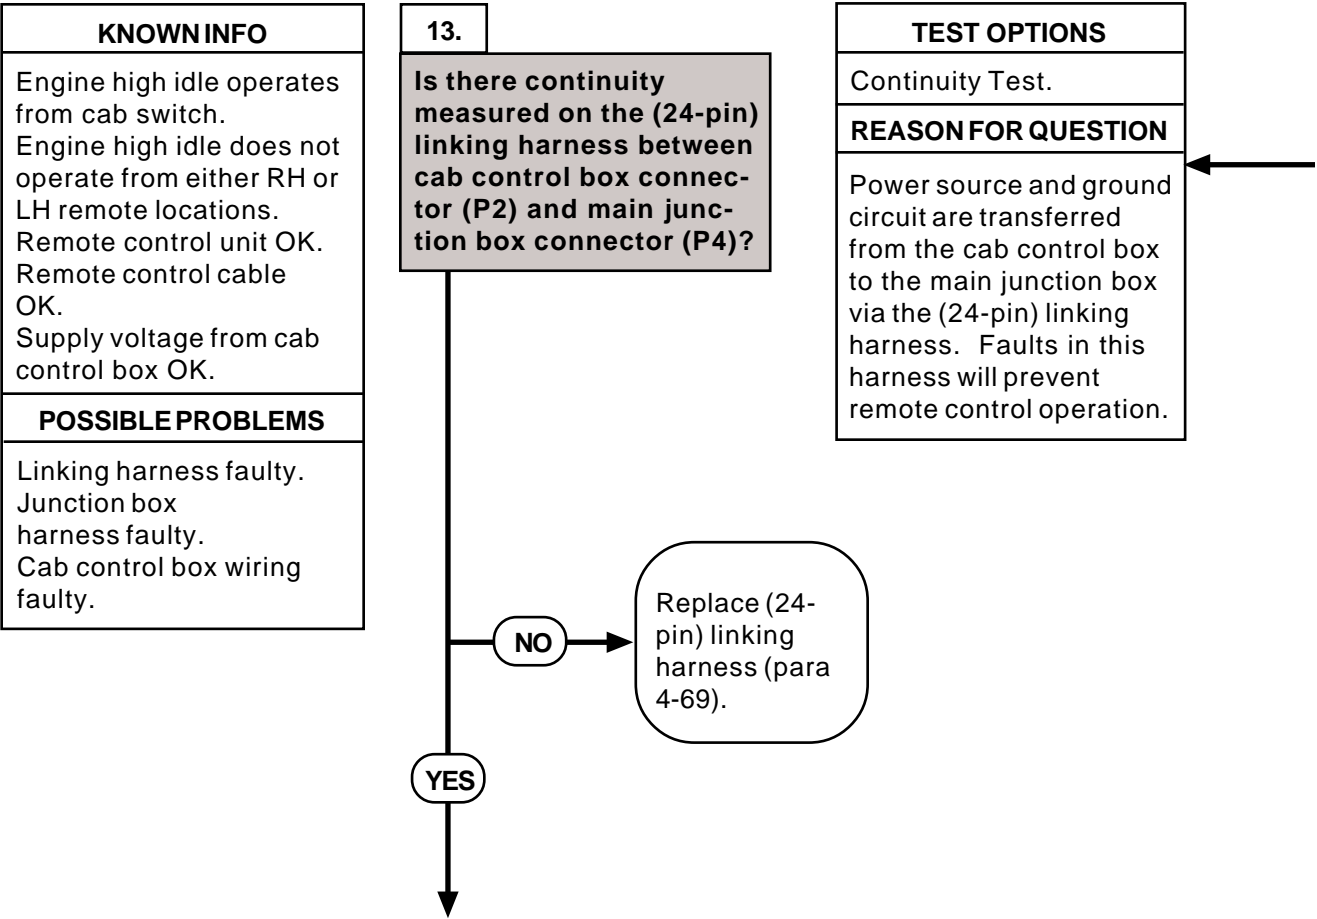 KNOWN INFO
Engine high idle operates
from cab switch.
Engine high idle does not
operate from either RH or
LH remote locations.
Remote control unit OK.
Remote control cable
OK.
Supply voltage from cab
control box OK.
POSSIBLE PROBLEMS
Linking harness faulty.
Junction box
harness faulty.
Cab control box wiring
faulty.
13.
Is there continuity
measured on the (24-pin)
linking harness between
cab control box connec-
tor (P2) and main junc-
tion box connector (P4)?
TEST OPTIONS
Continuity Test.
REASON FOR QUESTION
Power source and ground
circuit are transferred
from the cab control box
to the main junction box
via the (24-pin) linking
harness. Faults in this
harness will prevent
remote control operation.
NO
Replace (24-
pin) linking
harness (para
4-69).
YES